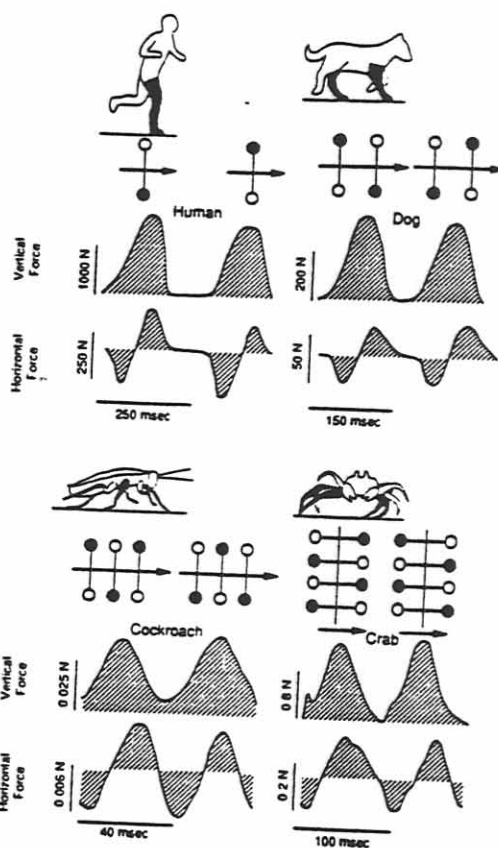 Human
Dog
Vertical Force
1000 N
200 N
Horizontal Force
250 N
50 N
250 msec
150 msec
Cockroach
Crab
Vertical Force
0 025 N
0 8 N
Horizontal Force
0 006 N
0 2 N
40 msec
100 msec